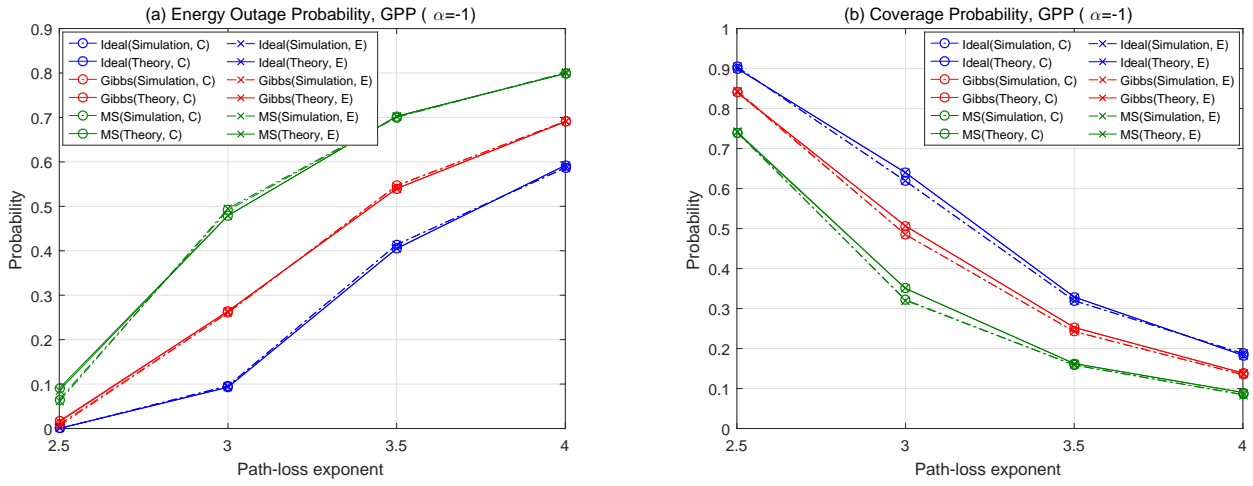 (a) Energy Outage Probability, GPP ( α=-1)
0.9
0.8
0.7
0.6
0.5
0.4
0.3
0.2
0.1
0
Probability
Ideal(Simulation, C)
Ideal(Theory, C)
Gibbs(Simulation, C)
Gibbs(Theory, C)
MS(Simulation, C)
MS(Theory, C)
Ideal(Simulation, E)
Ideal(Theory, E)
Gibbs(Simulation, E)
Gibbs(Theory, E)
MS(Simulation, E)
MS(Theory, E)
2.5 3 3.5 4
Path-loss exponent
(b) Coverage Probability, GPP ( α=-1)
1
0.9
0.8
0.7
0.6
0.5
0.4
0.3
0.2
0.1
0
Probability
Ideal(Simulation, C)
Ideal(Theory, C)
Gibbs(Simulation, C)
Gibbs(Theory, C)
MS(Simulation, C)
MS(Theory, C)
Ideal(Simulation, E)
Ideal(Theory, E)
Gibbs(Simulation, E)
Gibbs(Theory, E)
MS(Simulation, E)
MS(Theory, E)
2.5 3 3.5 4
Path-loss exponent